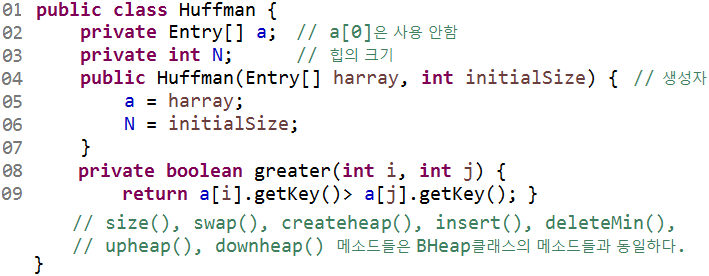 01 public class Huffman {
02     private Entry[] a;  // a[0]은 사용 안함
03     private int N;      // 힙의 크기
04     public Huffman(Entry[] harray, int initialSize) { // 생성자
05         a = harray;
06         N = initialSize;
07     }
08     private boolean greater(int i, int j) {
09         return a[i].getKey()> a[j].getKey(); }
    // size(), swap(), createheap(), insert(), deleteMin(),
    // upheap(), downheap() 메소드들은 BHeap클래스의 메소드들과 동일하다.
}